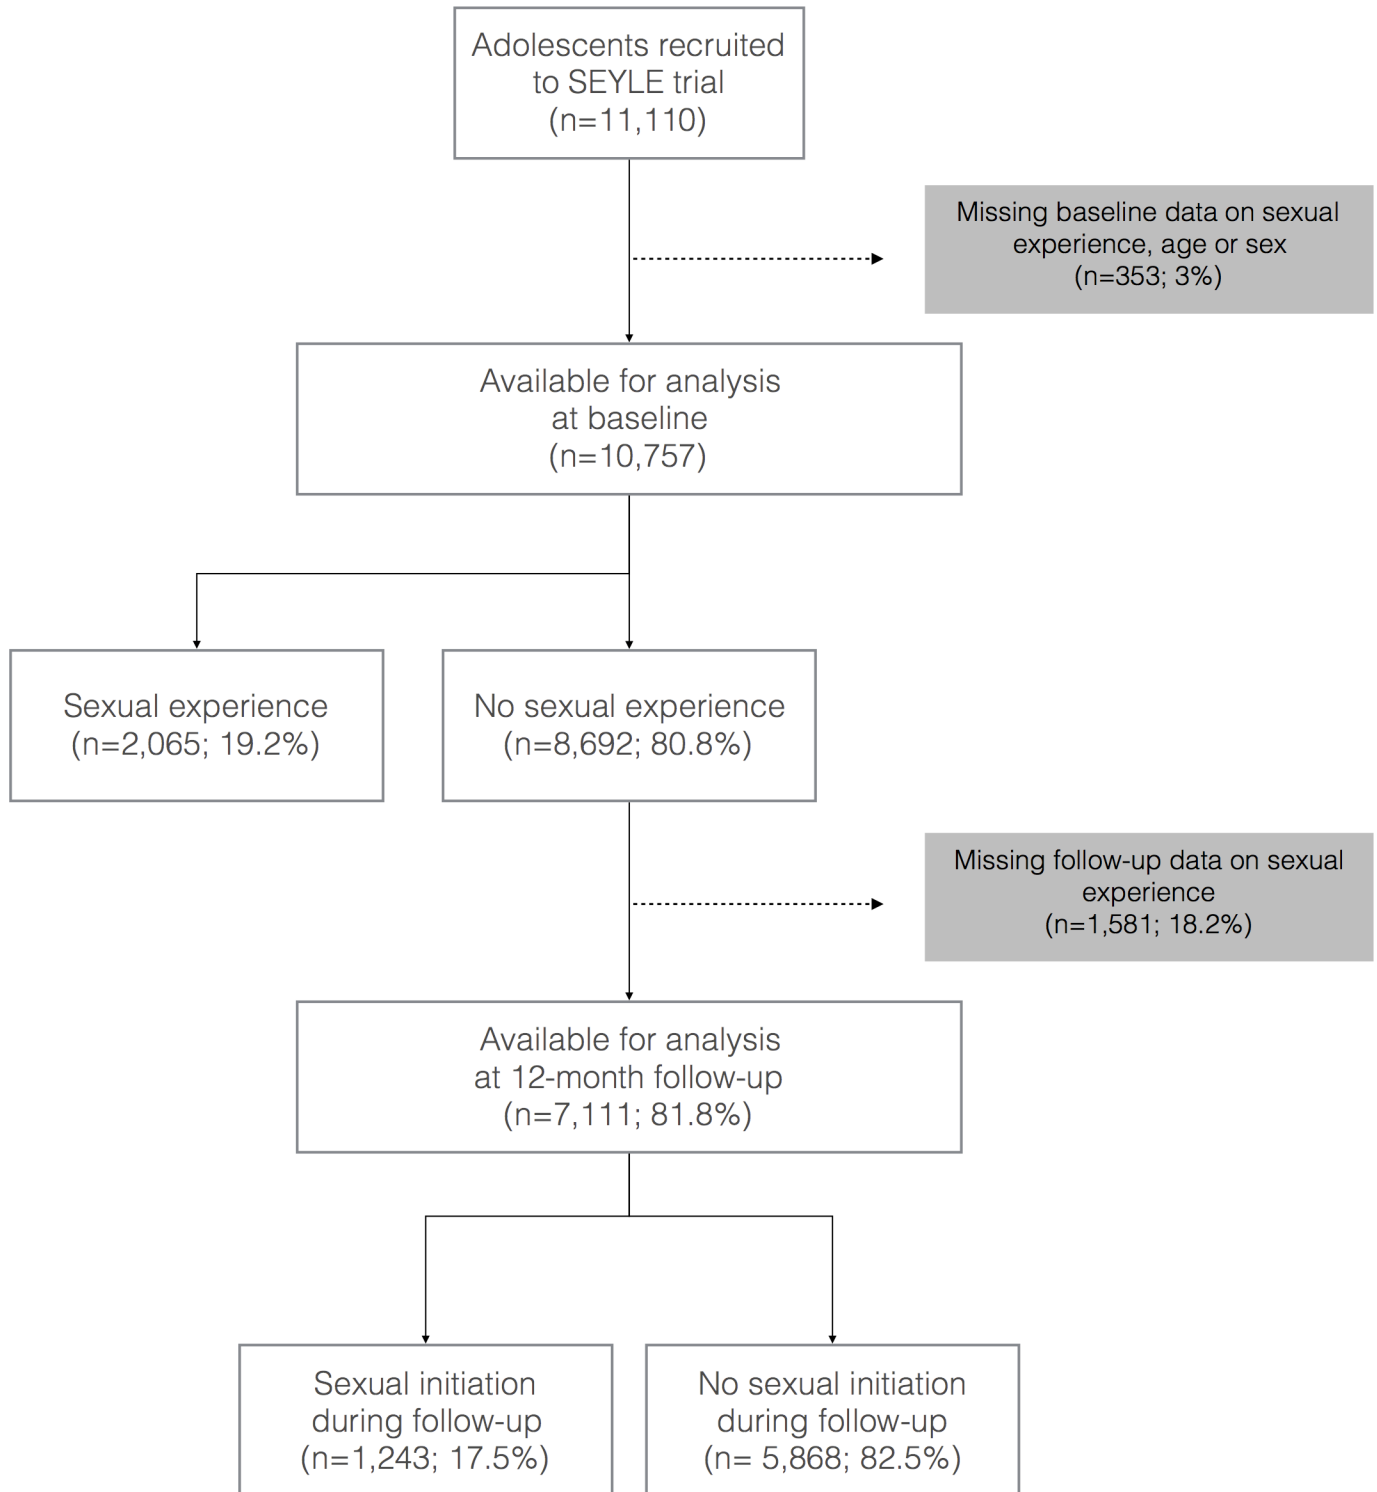 Adolescents recruited
to SEYLE trial
(n=11,110)
Missing baseline data on sexual
experience, age or sex
(n=353; 3%)
Available for analysis
at baseline
(n=10,757)
Sexual experience
(n=2,065; 19.2%)
No sexual experience
(n=8,692; 80.8%)
Missing follow-up data on sexual
experience
(n=1,581; 18.2%)
Available for analysis
at 12-month follow-up
(n=7,111; 81.8%)
Sexual initiation
during follow-up
(n=1,243; 17.5%)
No sexual initiation
during follow-up
(n= 5,868; 82.5%)